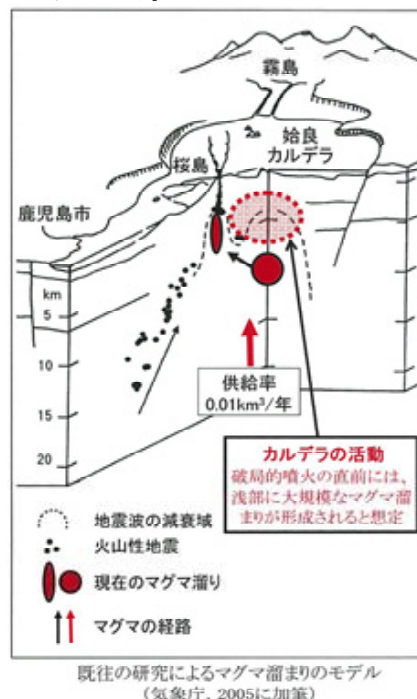 霧島
姶良
カルデラ
桜島
鹿児島市
km
5
10
15
20
供給率
0.01km³/年
カルデラの活動
破局的噴火の直前には、
浅部に大規模なマグマ溜
まりが形成されると想定
地震波の減衰域
火山性地震
現在のマグマ溜り
マグマの経路
既往の研究によるマグマ溜まりのモデル
(気象庁, 2005に加筆)